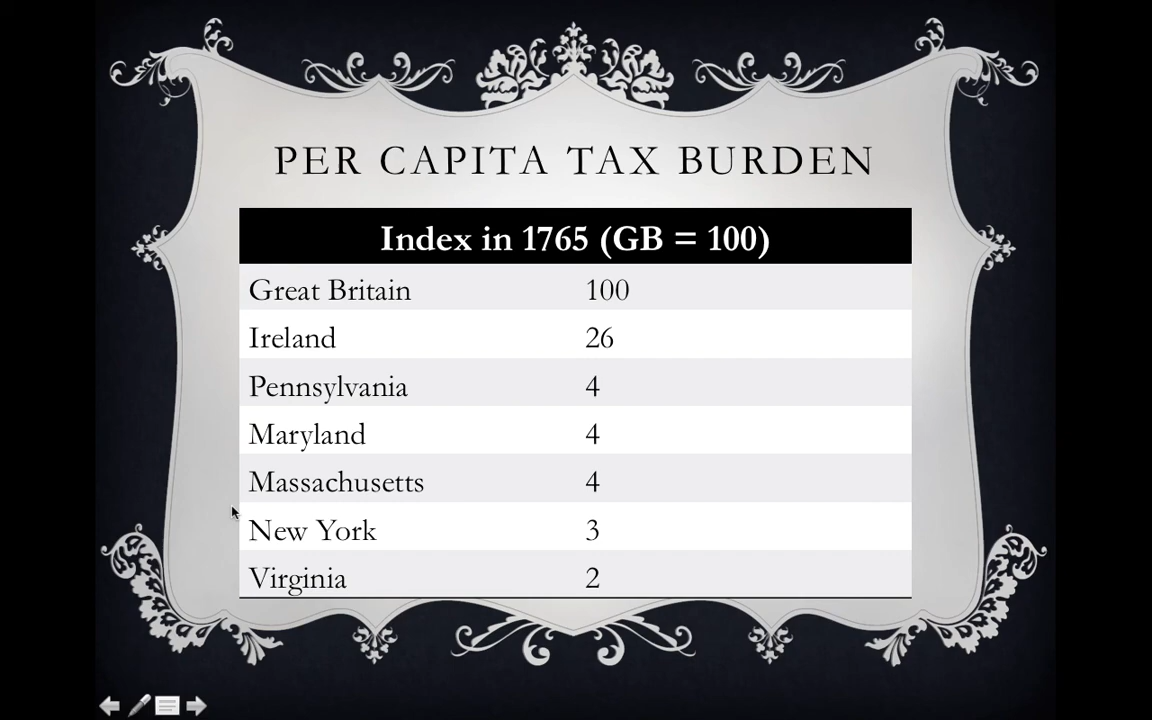 PER CAPITA TAX BURDEN
Index in 1765 (GB = 100)
Great Britain 100
Ireland 26
Pennsylvania 4
Maryland 4
Massachusetts 4
New York 3
Virginia 2